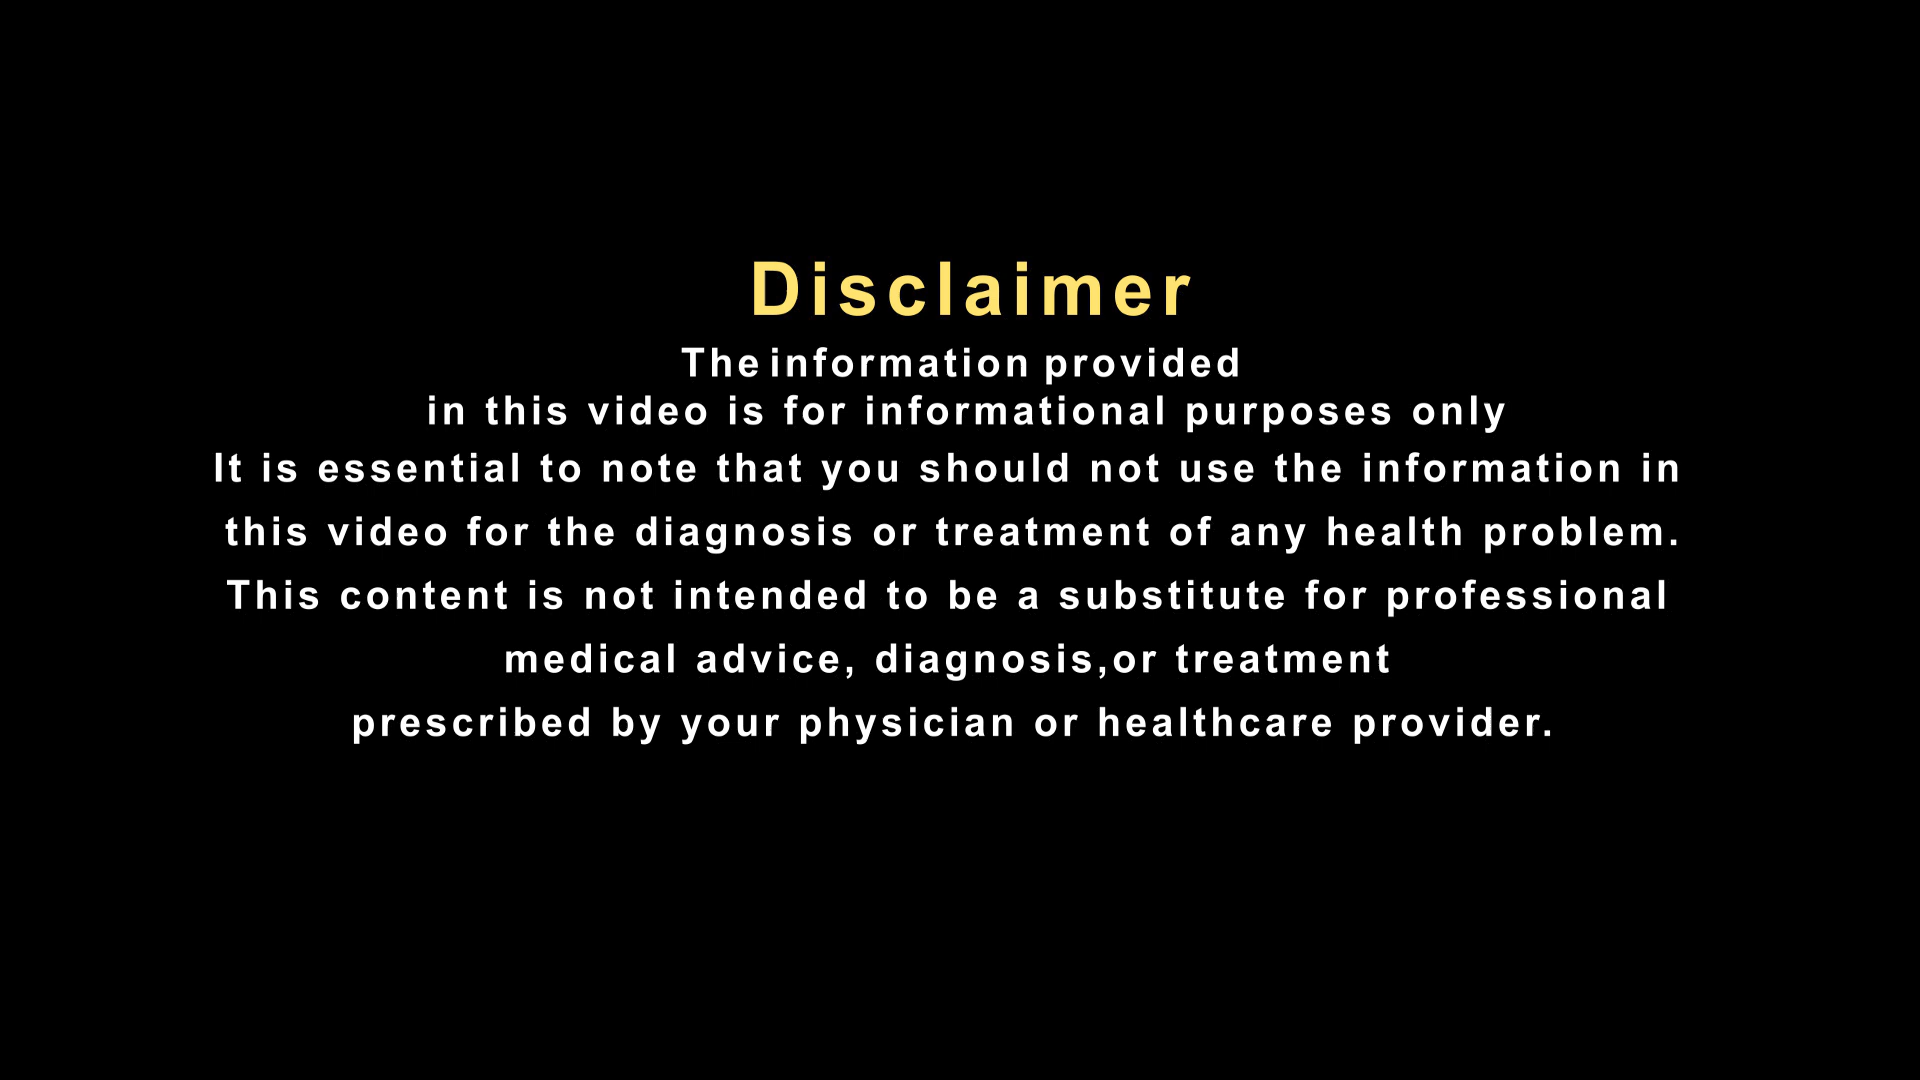 Disclaimer
The information provided
in this video is for informational purposes only
It is essential to note that you should not use the information in
this video for the diagnosis or treatment of any health problem.
This content is not intended to be a substitute for professional
medical advice, diagnosis,or treatment
prescribed by your physician or healthcare provider.